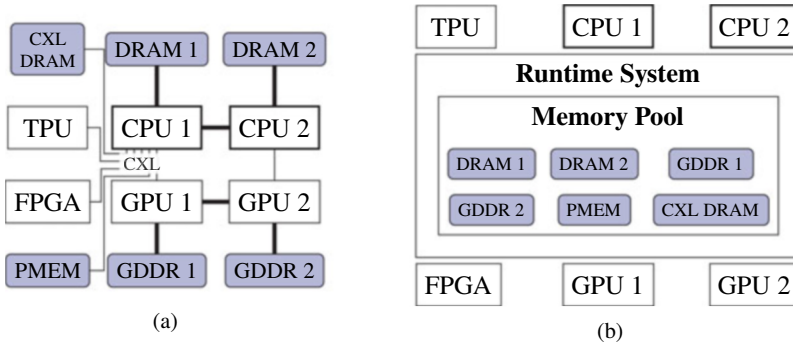 CXL
DRAM
DRAM 1
DRAM 2
TPU
CPU 1
CPU 2
CXL
FPGA
GPU 1
GPU 2
PMEM
GDDR 1
GDDR 2
(a)
TPU
CPU 1
CPU 2
Runtime System
Memory Pool
DRAM 1
DRAM 2
GDDR 1
GDDR 2
PMEM
CXL DRAM
FPGA
GPU 1
GPU 2
(b)